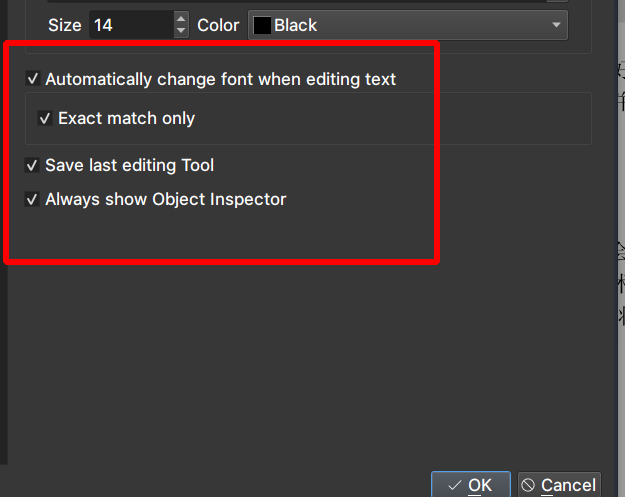 Size 14 Color Black
Automatically change font when editing text
Exact match only
Save last editing Tool
Always show Object Inspector
OK Cancel